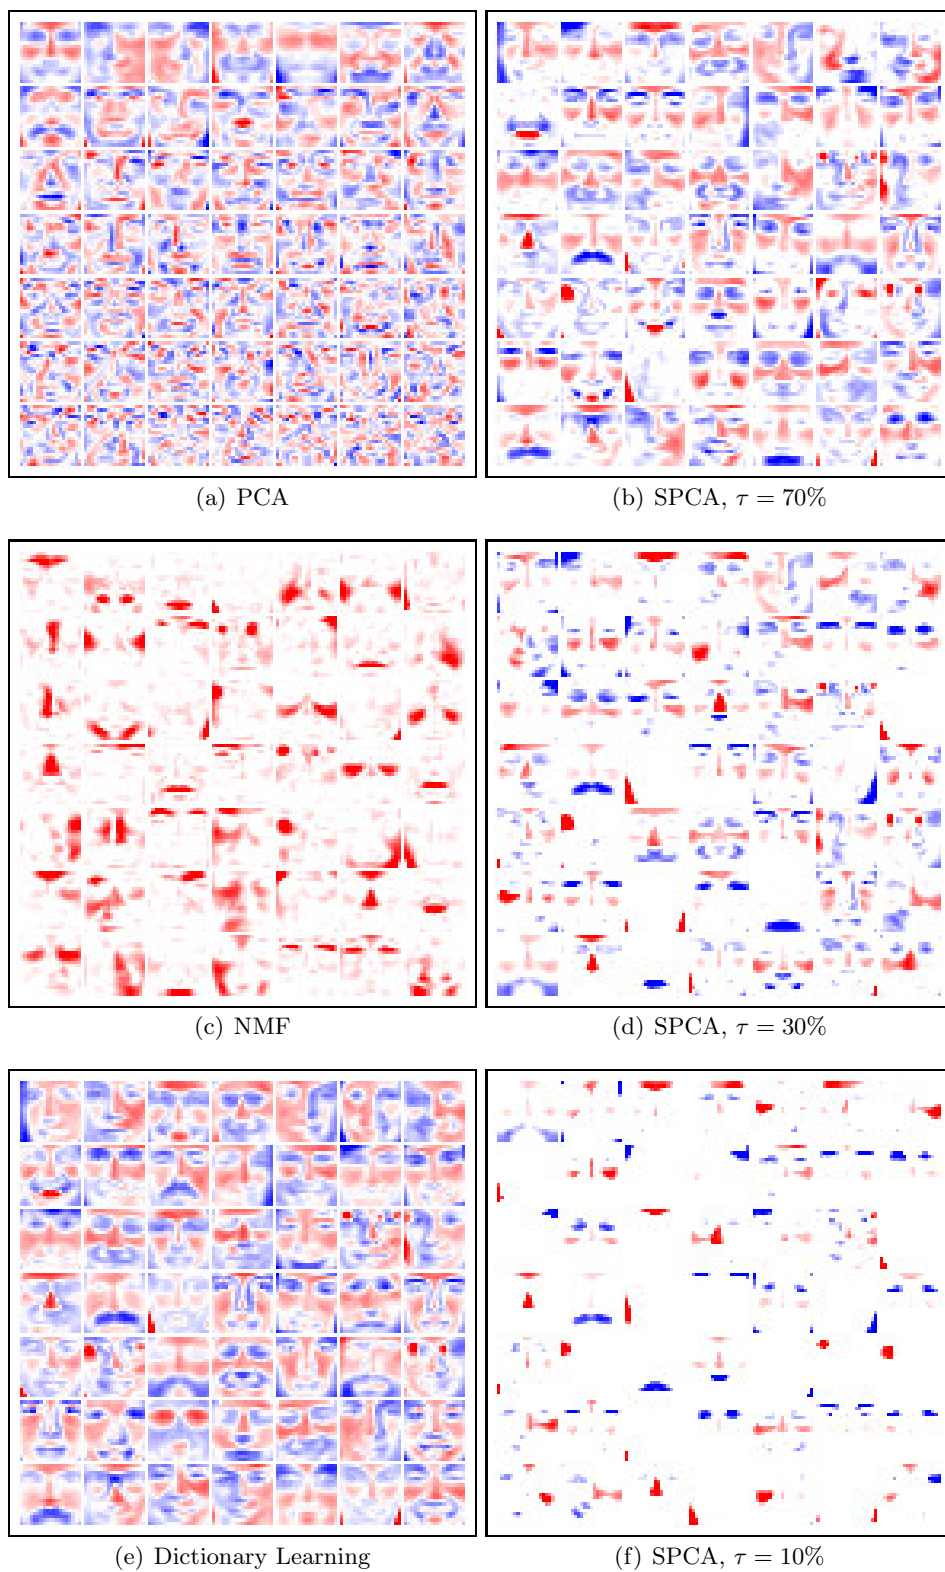 (a) PCA
(b) SPCA, τ = 70%
(c) NMF
(d) SPCA, τ = 30%
(e) Dictionary Learning
(f) SPCA, τ = 10%